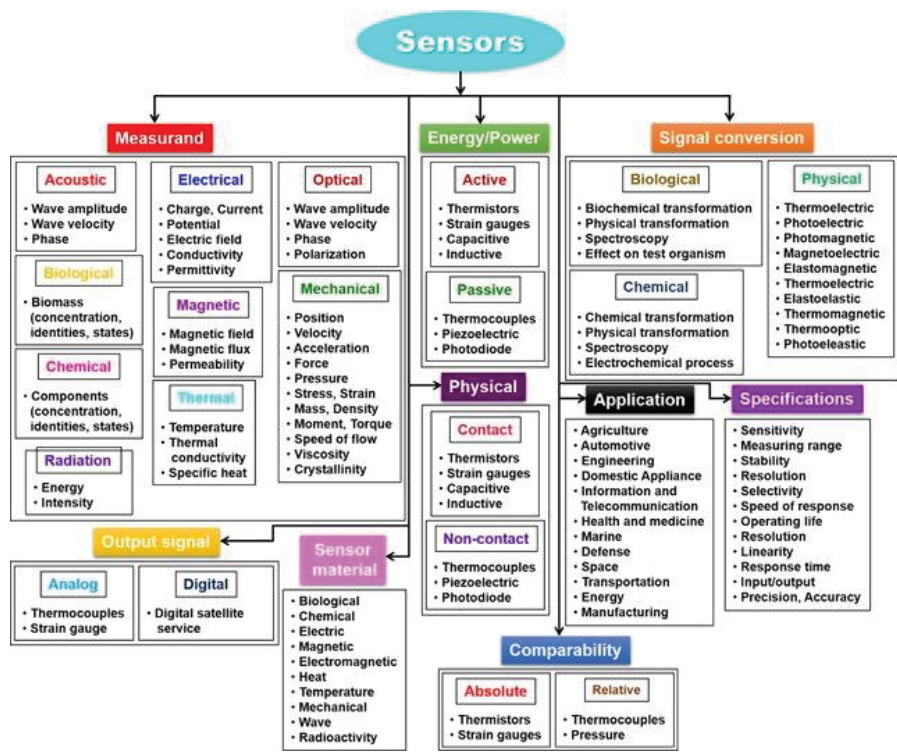 Sensors
Measurand
Acoustic
• Wave amplitude
• Wave velocity
• Phase
Biological
• Biomass
(concentration,
identities, states)
Chemical
• Components
(concentration,
identities, states)
Radiation
• Energy
• Intensity
Electrical
• Charge, Current
• Potential
• Electric field
• Conductivity
• Permittivity
Magnetic
• Magnetic field
• Magnetic flux
• Permeability
Thermal
• Temperature
• Thermal
conductivity
• Specific heat
Optical
• Wave amplitude
• Wave velocity
• Phase
• Polarization
Mechanical
• Position
• Velocity
• Acceleration
• Force
• Pressure
• Stress, Strain
• Mass, Density
• Moment, Torque
• Speed of flow
• Viscosity
• Crystallinity
Energy/Power
Active
• Thermistors
• Strain gauges
• Capacitive
• Inductive
Passive
• Thermocouples
• Piezoelectric
• Photodiode
Signal conversion
Biological
• Biochemical transformation
• Physical transformation
• Spectroscopy
• Effect on test organism
Chemical
• Chemical transformation
• Physical transformation
• Spectroscopy
• Electrochemical process
Physical
• Thermoelectric
• Photoelectric
• Photomagnetic
• Magnetoelectric
• Elastomagnetic
• Thermoelectric
• Elastoelastic
• Thermomagnetic
• Thermooptic
• Photoeleastic
Physical
Contact
• Thermistors
• Strain gauges
• Capacitive
• Inductive
Non-contact
• Thermocouples
• Piezoelectric
• Photodiode
Application
• Agriculture
• Automotive
• Engineering
• Domestic Appliance
• Information and
Telecommunication
• Health and medicine
• Marine
• Defense
• Space
• Transportation
• Energy
• Manufacturing
Specifications
• Sensitivity
• Measuring range
• Stability
• Resolution
• Selectivity
• Speed of response
• Operating life
• Resolution
• Linearity
• Response time
• Input/output
• Precision, Accuracy
Output signal
Analog
• Thermocouples
• Strain gauge
Digital
• Digital satellite
service
Sensor
material
• Biological
• Chemical
• Electric
• Magnetic
• Electromagnetic
• Heat
• Temperature
• Mechanical
• Wave
• Radioactivity
Comparability
Absolute
• Thermistors
• Strain gauges
Relative
• Thermocouples
• Pressure